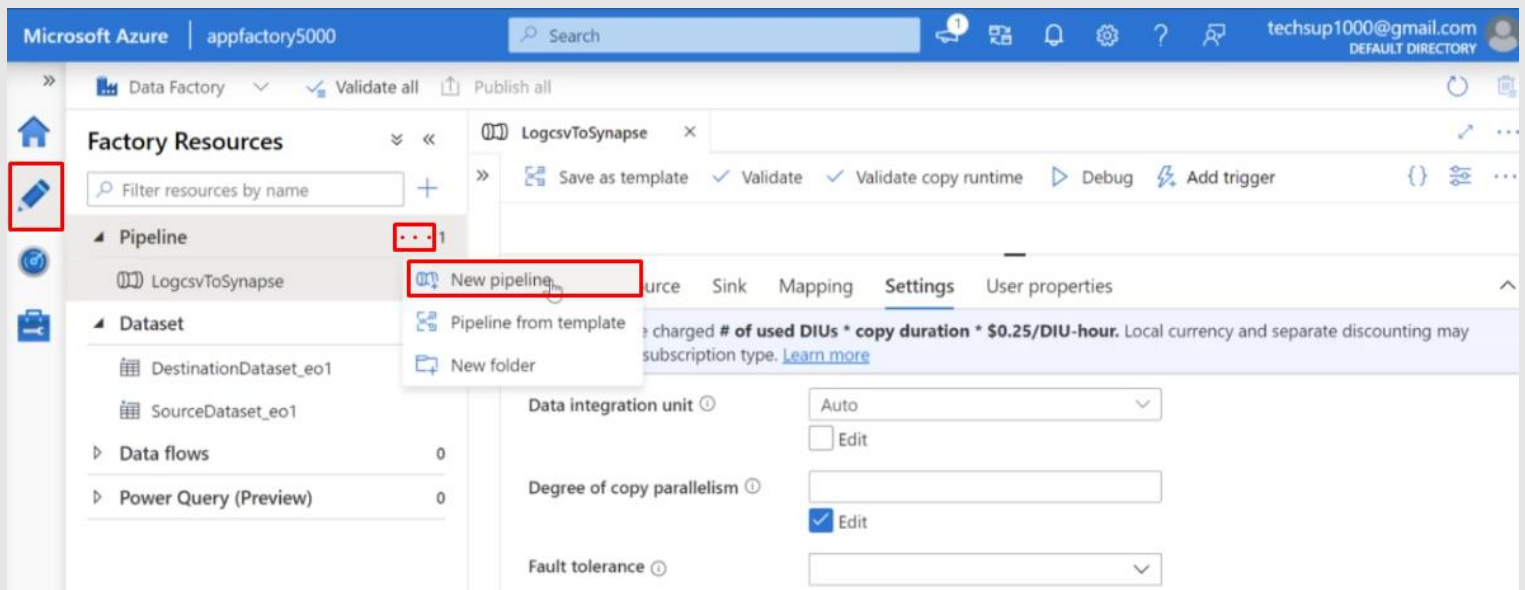 Microsoft Azure | appfactory5000
Search
1
techsup1000@gmail.com
DEFAULT DIRECTORY
Data Factory
Validate all
Publish all
Factory Resources
Filter resources by name
Pipeline
1
LogcsvToSynapse
Dataset
DestinationDataset_eo1
SourceDataset_eo1
Data flows 0
Power Query (Preview) 0
New pipeline
Pipeline from template
New folder
LogcsvToSynapse
Save as template
Validate
Validate copy runtime
Debug
Add trigger
Sink
Mapping
Settings
User properties
charged # of used DIUs * copy duration * $0.25/DIU-hour. Local currency and separate discounting may
subscription type. Learn more
Data integration unit
Auto
Edit
Degree of copy parallelism
Edit
Fault tolerance